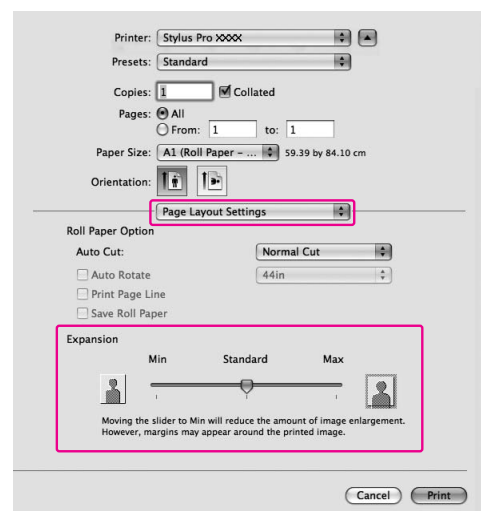 Printer: Stylus Pro XXXX
Presets: Standard
Copies: 1 Collated
Pages: All
From: 1 to: 1
Paper Size: A1 (Roll Paper – ... 59.39 by 84.10 cm
Orientation:
Page Layout Settings
Roll Paper Option
Auto Cut: Normal Cut
Auto Rotate 44in
Print Page Line
Save Roll Paper
Expansion
Min Standard Max
Moving the slider to Min will reduce the amount of image enlargement.
However, margins may appear around the printed image.
Cancel Print